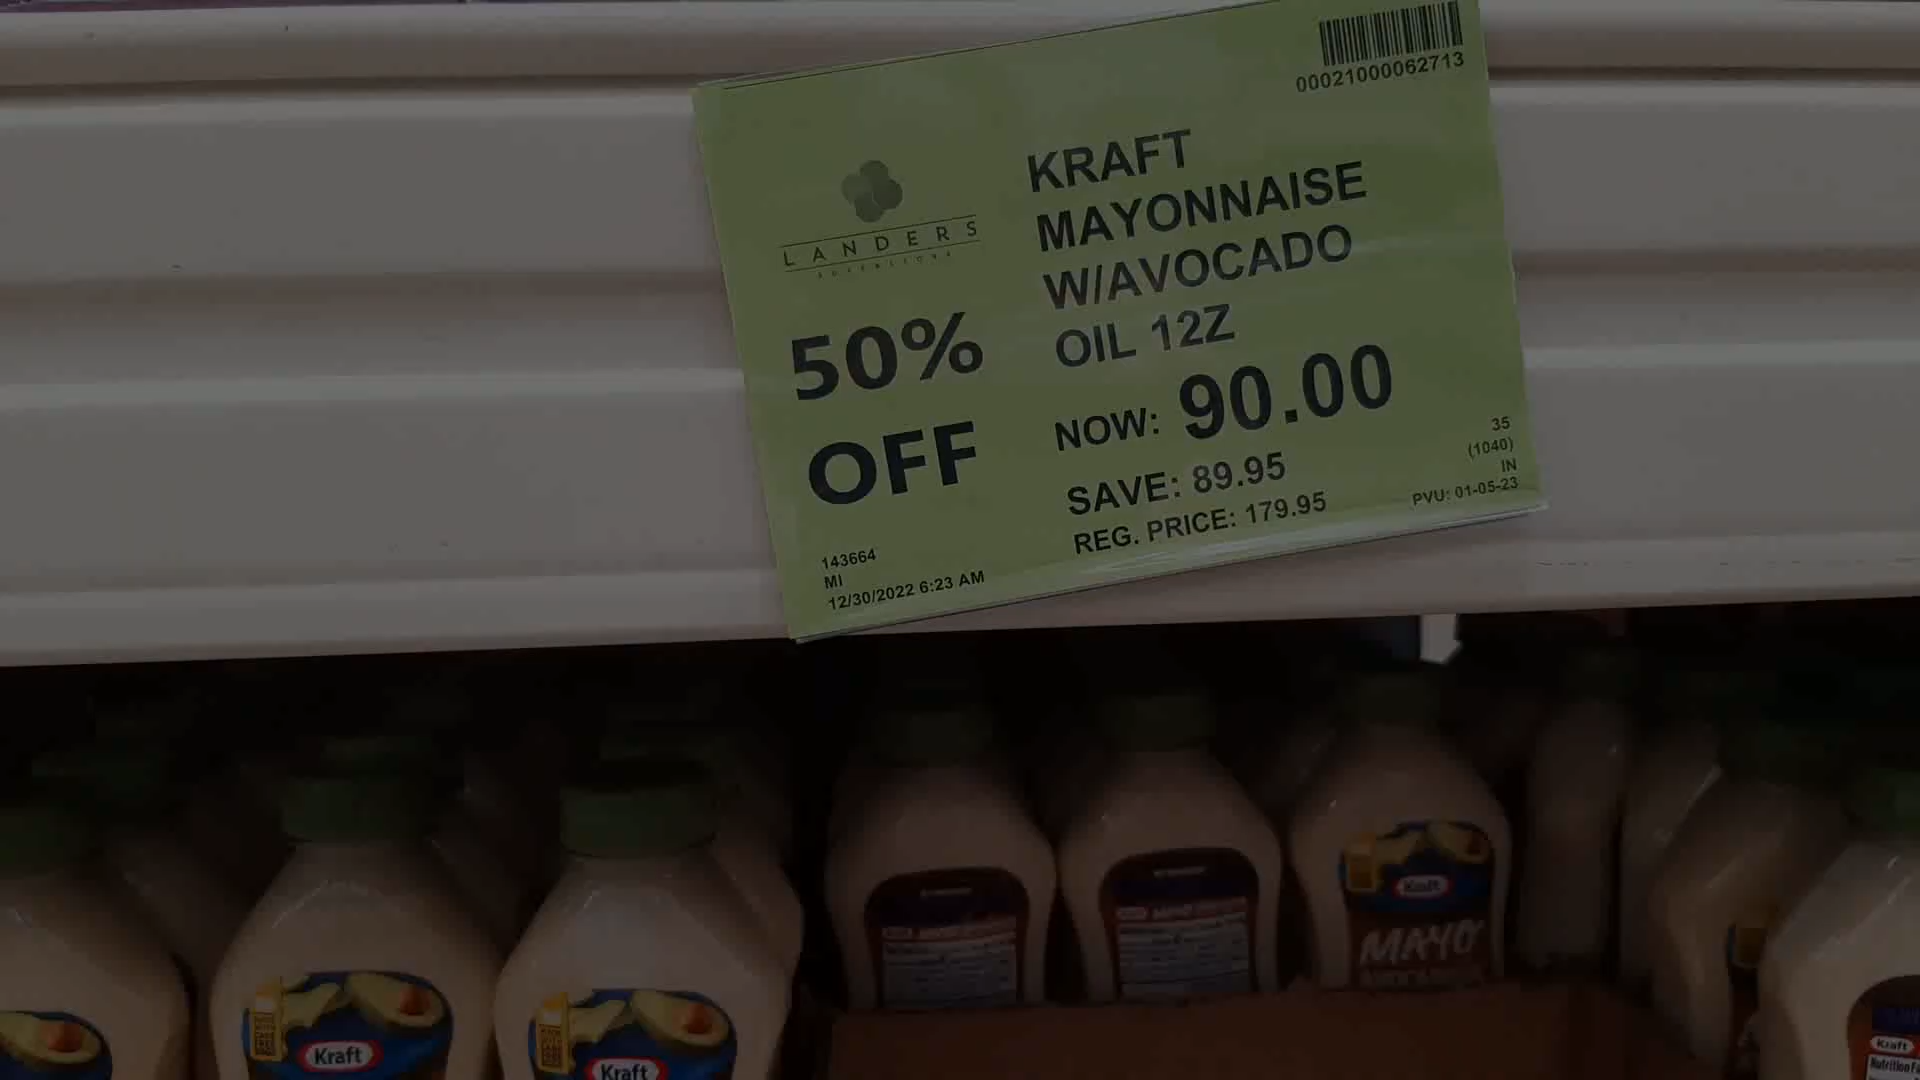 00021000062713
LANDERS
KRAFT
MAYONNAISE
W/AVOCADO
OIL 12Z
50%
OFF
NOW: 90.00
SAVE: 89.95
REG. PRICE: 179.95
35
(1040)
IN
PVU: 01-05-23
143664
MI
12/30/2022 6:23 AM
Kraft
MAYO
Kraft
Kraft
Kraft